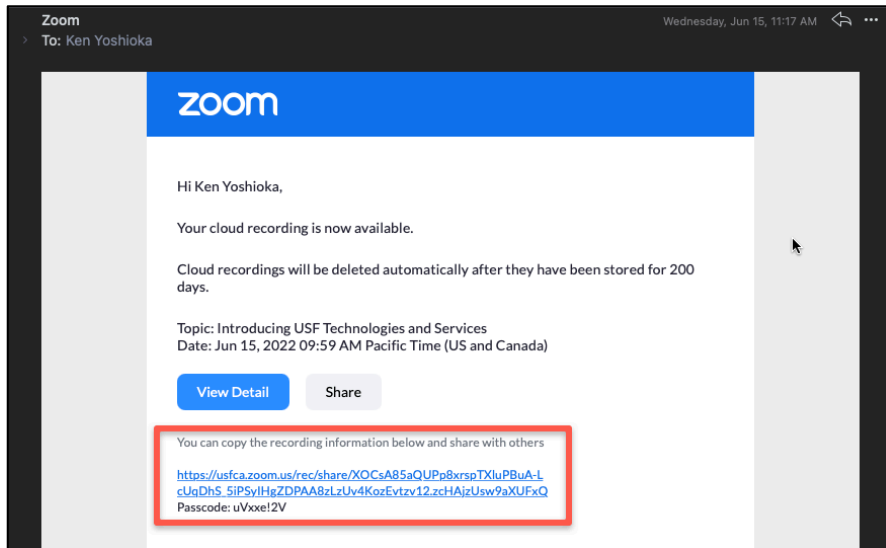 Zoom
Wednesday, Jun 15, 11:17 AM
To: Ken Yoshioka
zoom
Hi Ken Yoshioka,
Your cloud recording is now available.
Cloud recordings will be deleted automatically after they have been stored for 200
days.
Topic: Introducing USF Technologies and Services
Date: Jun 15, 2022 09:59 AM Pacific Time (US and Canada)
View Detail
Share
You can copy the recording information below and share with others
https://usfca.zoom.us/rec/share/XOCsA85aQUPp8xrspTXluPBuA-L
cUqDhS_5iPSyIHgZDPAA8zLzUv4KozEvtzv12.zcHAjzUsw9aXUFxQ
Passcode: uVxxe!2V